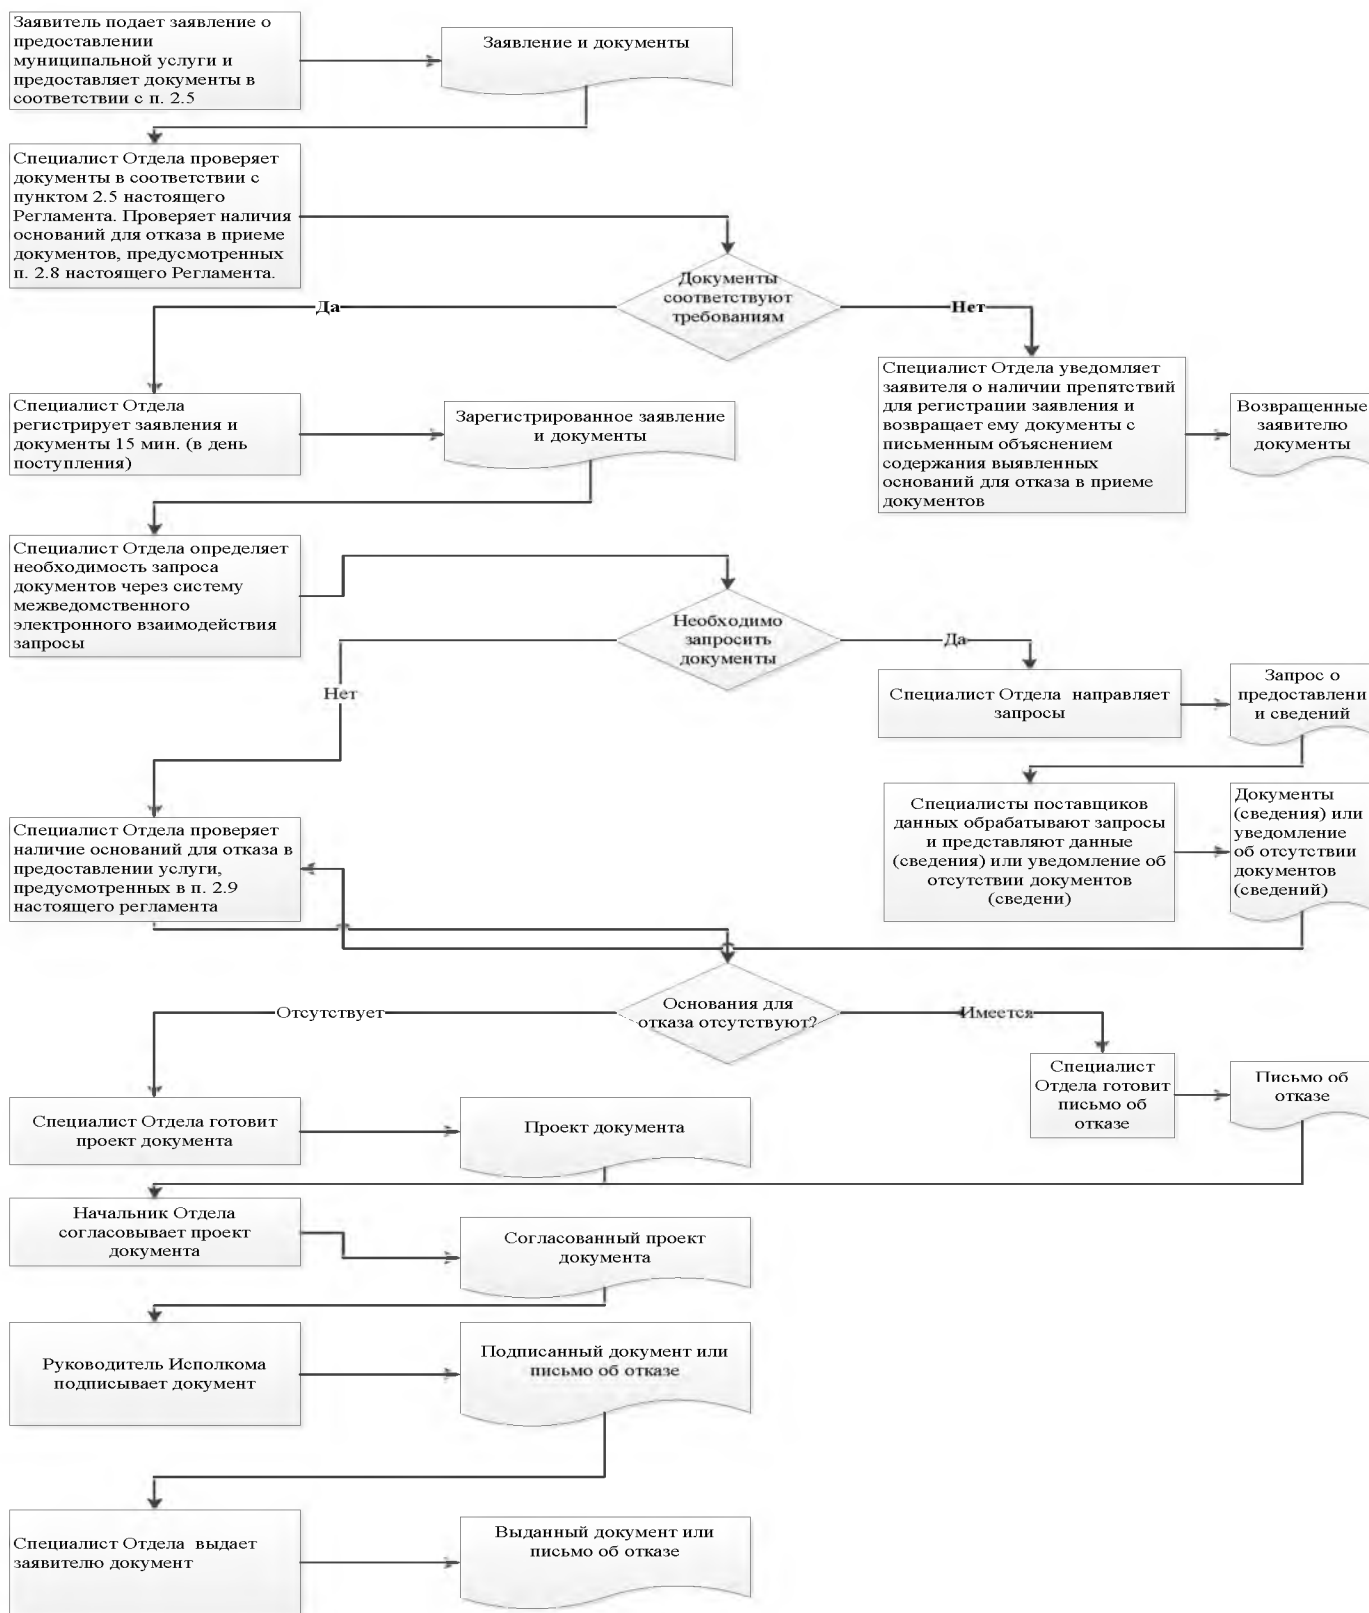 Заявитель подает заявление о
предоставлении
муниципальной услуги и
предоставляет документы в
соответствии с п. 2.5
Заявление и документы
Специалист Отдела проверяет
документы в соответствии с
пунктом 2.5 настоящего
Регламента. Проверяет наличия
оснований для отказа в приеме
документов, предусмотренных
п. 2.8 настоящего Регламента.
Документы
соответствуют
требованиям
Да
Нет
Специалист Отдела
регистрирует заявления и
документы 15 мин. (в день
поступления)
Зарегистрированное заявление
и документы
Специалист Отдела уведомляет
заявителя о наличии препятствий
для регистрации заявления и
возвращает ему документы с
письменным объяснением
содержания выявленных
оснований для отказа в приеме
документов
Возвращенные
заявителю
документы
Специалист Отдела определяет
необходимость запроса
документов через систему
межведомственного
электронного взаимодействия
запросы
Необходимо
запросить
документы
Да
Нет
Специалист Отдела направляет
запросы
Запрос о
предоставлени
и сведений
Специалисты поставщиков
данных обрабатывают запросы
и представляют данные
(сведения) или уведомление об
отсутствии документов
(сведени)
Документы
(сведения) или
уведомление
об отсутствии
документов
(сведений)
Специалист Отдела проверяет
наличие оснований для отказа в
предоставлении услуги,
предусмотренных в п. 2.9
настоящего регламента
Основания для
отказа отсутствуют?
Отсутствует
Имеется
Специалист
Отдела готовит
письмо об
отказе
Письмо об
отказе
Специалист Отдела готовит
проект документа
Проект документа
Начальник Отдела
согласовывает проект
документа
Согласованный проект
документа
Руководитель Исполкома
подписывает документ
Подписанный документ или
письмо об отказе
Специалист Отдела выдает
заявителю документ
Выданный документ или
письмо об отказе